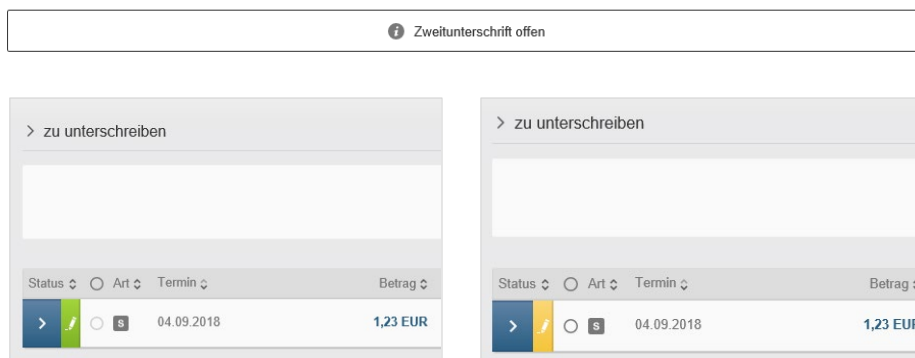 Zweitunterschrift offen
zu unterschreiben
Status Art Termin Betrag
S 04.09.2018 1,23 EUR
zu unterschreiben
Status Art Termin Betrag
S 04.09.2018 1,23 EUR